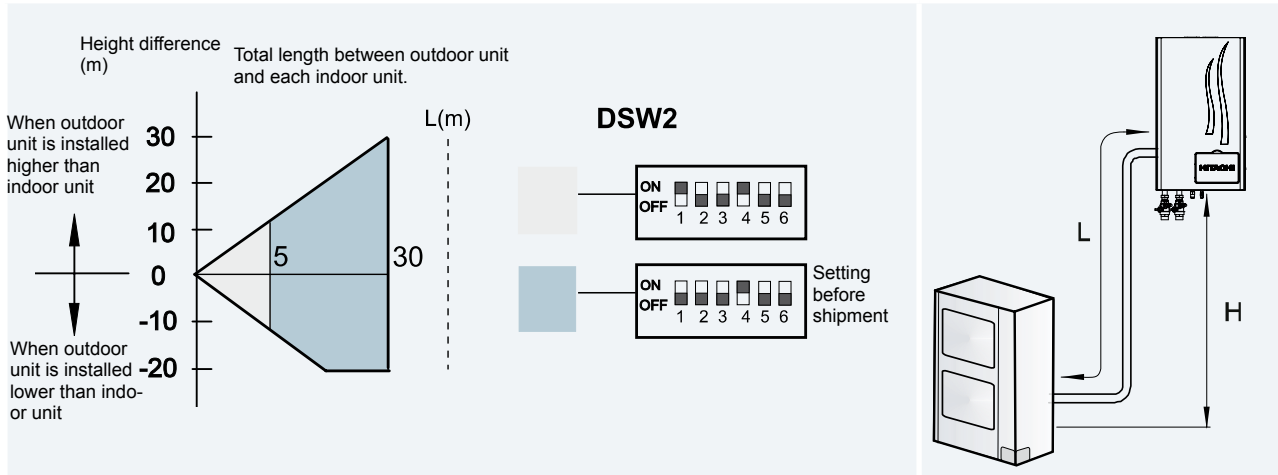 Height difference
(m)
Total length between outdoor unit
and each indoor unit.
When outdoor
unit is installed
higher than
indoor unit
When outdoor
unit is installed
lower than indo-
or unit
30
20
10
0
-10
-20
5
30
L(m)
DSW2
ON
OFF
1 2 3 4 5 6
ON
OFF
1 2 3 4 5 6
Setting
before
shipment
HITACHI
L
H